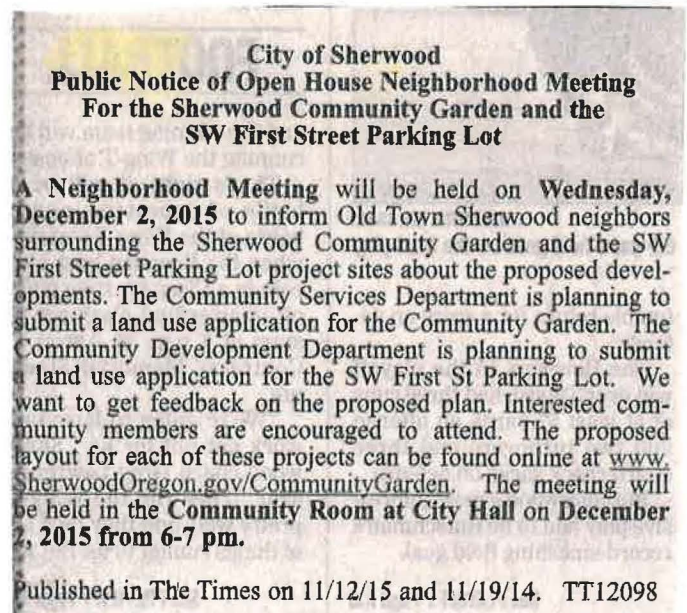 City of Sherwood
Public Notice of Open House Neighborhood Meeting
For the Sherwood Community Garden and the
SW First Street Parking Lot
A Neighborhood Meeting will be held on Wednesday,
December 2, 2015 to inform Old Town Sherwood neighbors
surrounding the Sherwood Community Garden and the SW
First Street Parking Lot project sites about the proposed devel-
opments. The Community Services Department is planning to
submit a land use application for the Community Garden. The
Community Development Department is planning to submit
a land use application for the SW First St Parking Lot. We
want to get feedback on the proposed plan. Interested com-
munity members are encouraged to attend. The proposed
layout for each of these projects can be found online at www.
SherwoodOregon.gov/CommunityGarden. The meeting will
be held in the Community Room at City Hall on December
2, 2015 from 6-7 pm.
Published in The Times on 11/12/15 and 11/19/14. TT12098